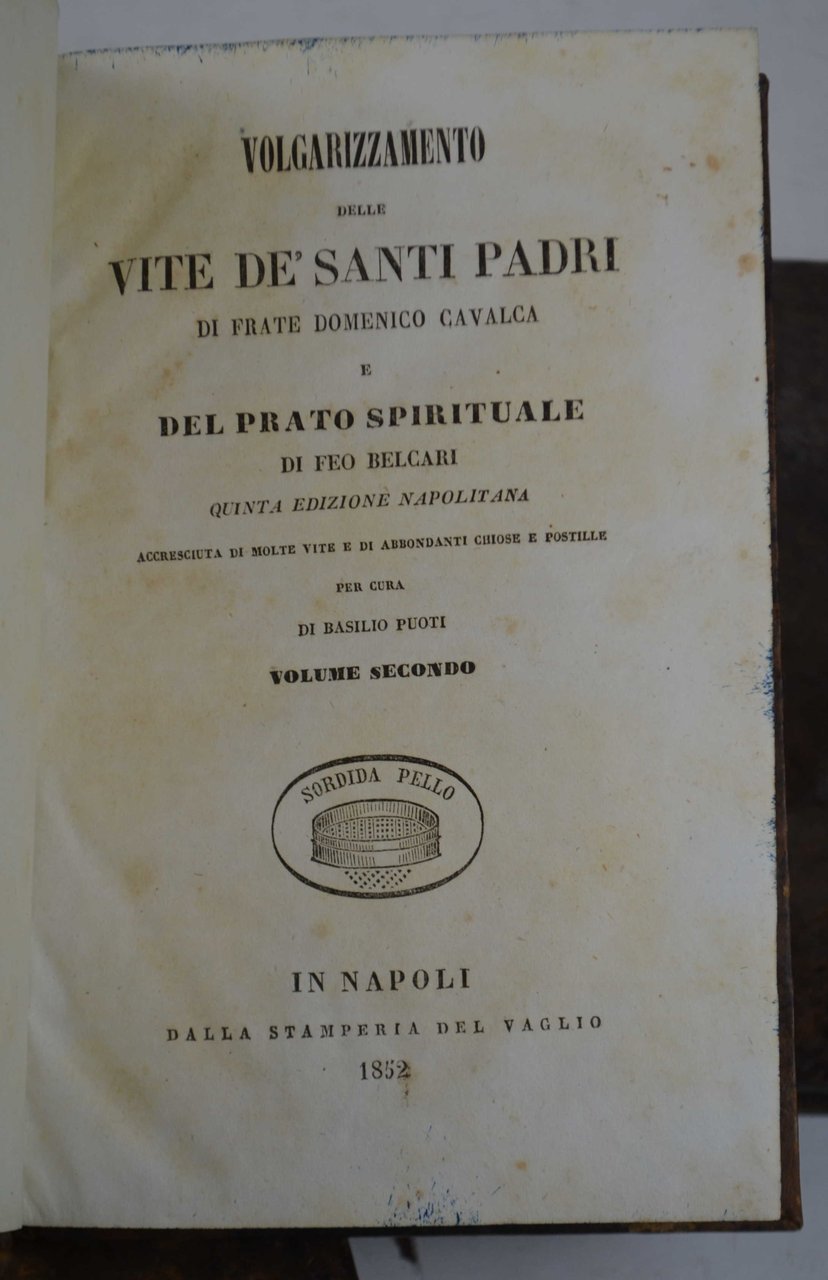 VOLGARIZZAMENTO
DELLE
VITE DE' SANTI PADRI
DI FRATE DOMENICO CAVALCA
E
DEL PRATO SPIRITUALE
DI FEO BELCARI
QUINTA EDIZIONE NAPOLITANA
ACCRESCIUTA DI MOLTE VITE E DI ABBONDANTI CHIOSE E POSTILLE
PER CURA
DI BASILIO PUOTI
VOLUME SECONDO
SORDIDA PELLO
IN NAPOLI
DALLA STAMPERIA DEL VAGLIO
1852